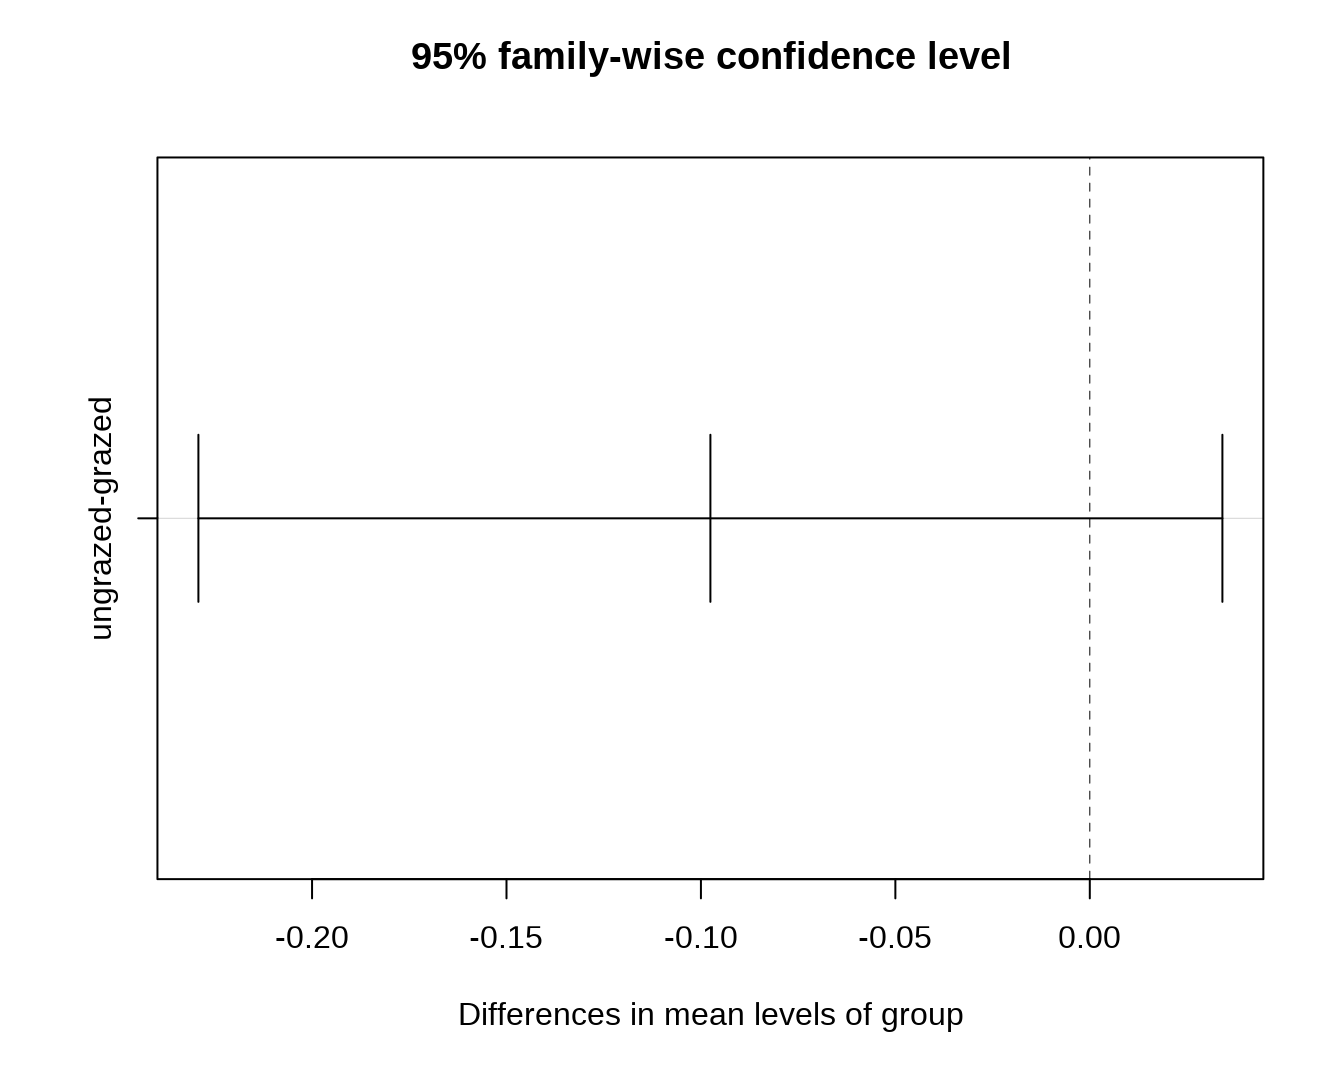 95% family-wise confidence level
ungrazed-grazed
-0.20 -0.15 -0.10 -0.05 0.00
Differences in mean levels of group